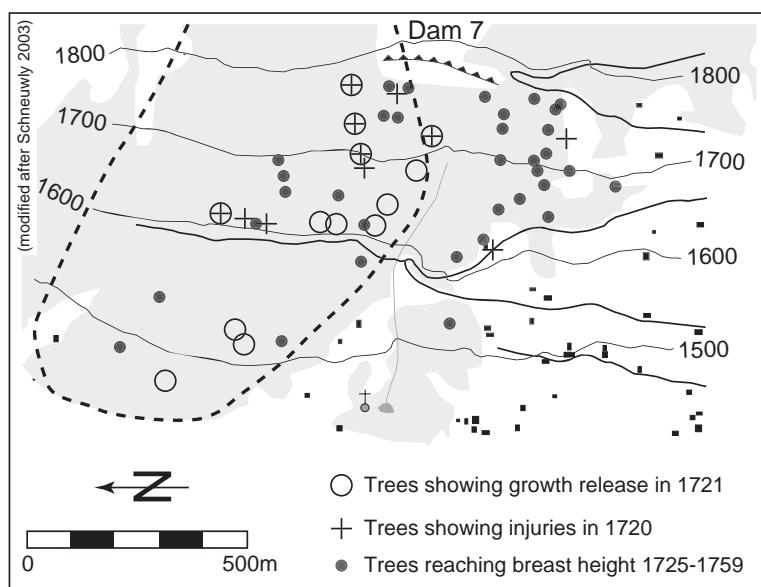 (modified after Schneuwly 2003)
Dam 7
1800
1800
1700
1700
1600
1600
1500
N
Trees showing growth release in 1721
Trees showing injuries in 1720
0
500m
Trees reaching breast height 1725-1759